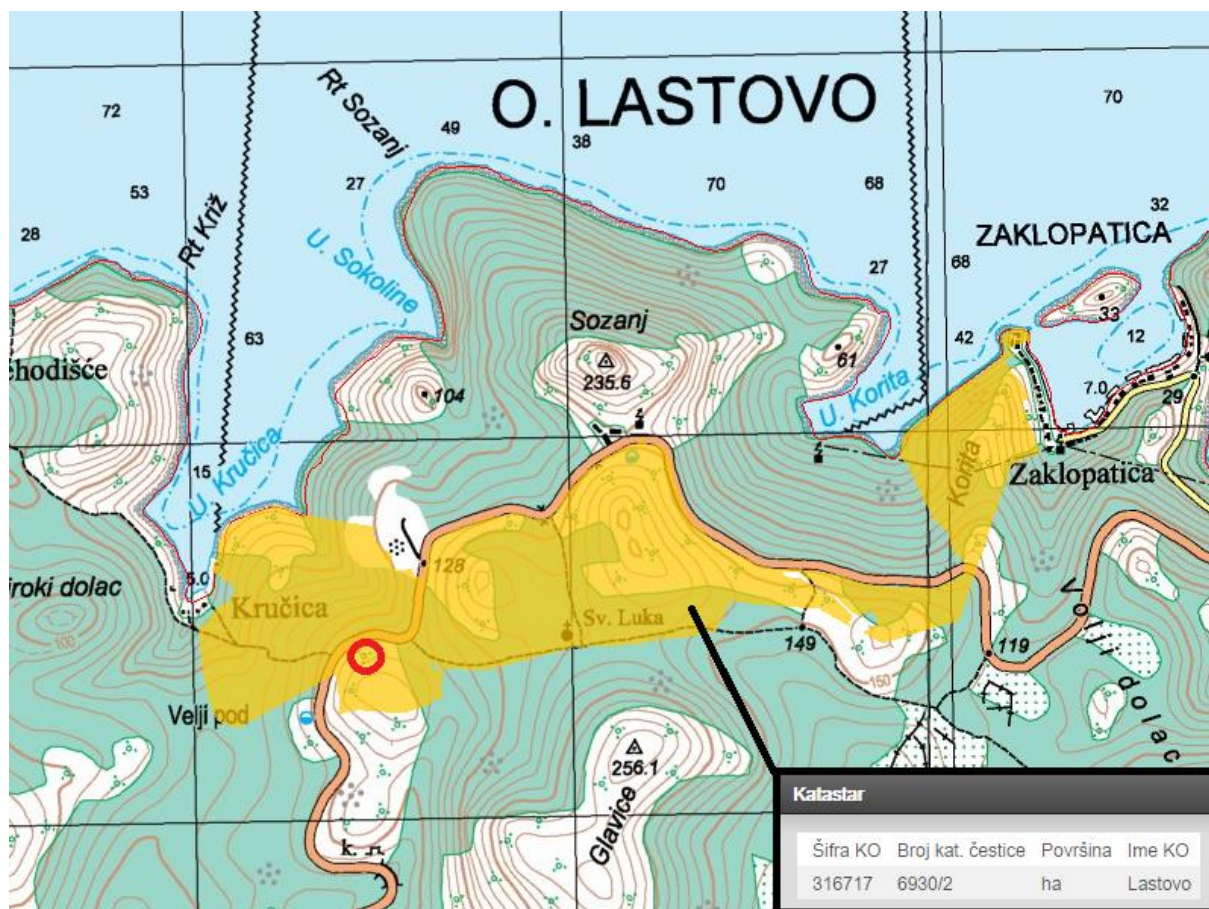 O. LASTOVO
Rt Sozanj
49
38
70
70
72
53
27
70
68
32
28
Rt Križ
U. Sokoline
ZAKLOPATICA
27
68
63
Sozanj
42
33
12
chodišće
235.6
61
104
7.0
29
U. Korita
U. Kručica
15
Korita
Zaklopatica
128
5.0
iroki dolac
Kručica
Sv. Luka
100
149
119
Velji pod
150
Volji dolac
256.1
Glavice
k.
Katastar
Šifra KO Broj kat. čestice Površina Ime KO
316717 6930/2 ha Lastovo